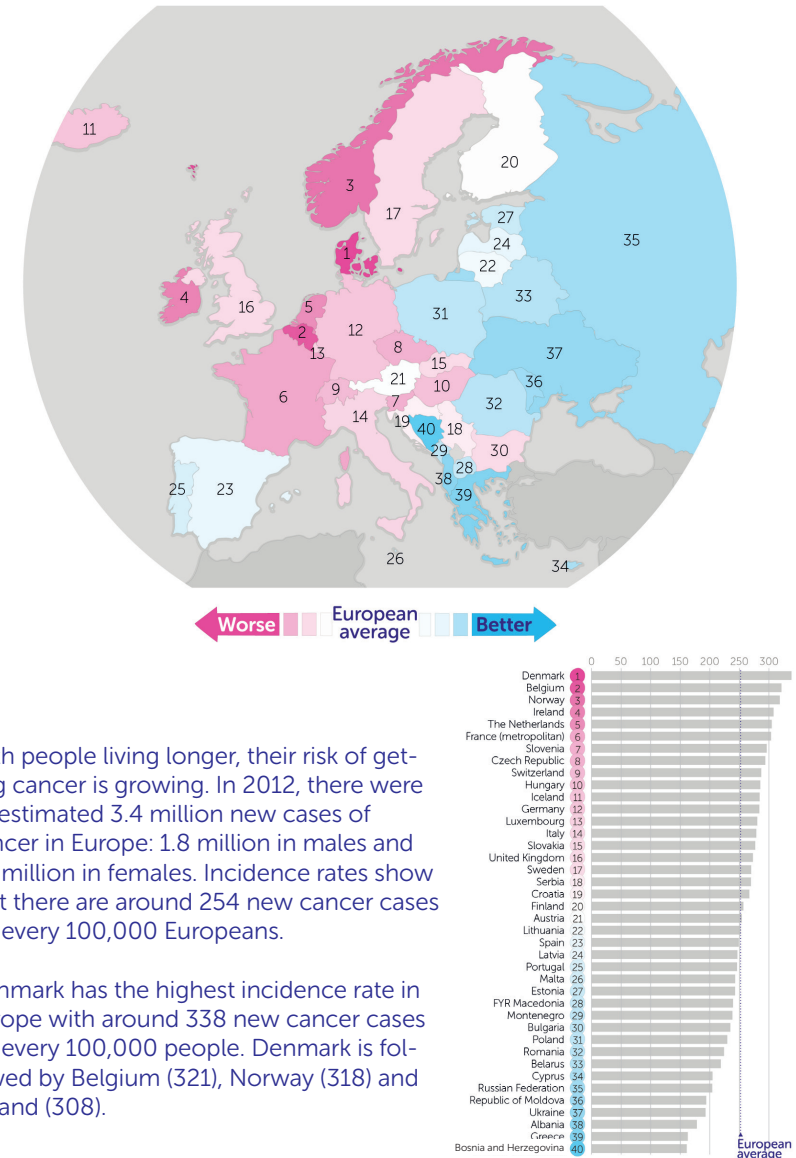 11
3
20
17
35
27
24
22
1
4
16
5
2
12
13
31
33
8
15
37
6
9
21
10
36
7
14
32
19
40
18
30
29
28
38
39
25
23
26
34
Worse
European
average
Better
th people living longer, their risk of get-
g cancer is growing. In 2012, there were
estimated 3.4 million new cases of
ncer in Europe: 1.8 million in males and
million in females. Incidence rates show
t there are around 254 new cancer cases
every 100,000 Europeans.
nmark has the highest incidence rate in
rope with around 338 new cancer cases
every 100,000 people. Denmark is fol-
wed by Belgium (321), Norway (318) and
and (308).
0 50 100 150 200 250 300
Denmark 1
Belgium 2
Norway 3
Ireland 4
The Netherlands 5
France (metropolitan) 6
Slovenia 7
Czech Republic 8
Switzerland 9
Hungary 10
Iceland 11
Germany 12
Luxembourg 13
Italy 14
Slovakia 15
United Kingdom 16
Sweden 17
Serbia 18
Croatia 19
Finland 20
Austria 21
Lithuania 22
Spain 23
Latvia 24
Portugal 25
Malta 26
Estonia 27
FYR Macedonia 28
Montenegro 29
Bulgaria 30
Poland 31
Romania 32
Belarus 33
Cyprus 34
Russian Federation 35
Republic of Moldova 36
Ukraine 37
Albania 38
Greece 39
Bosnia and Herzegovina 40
European
average